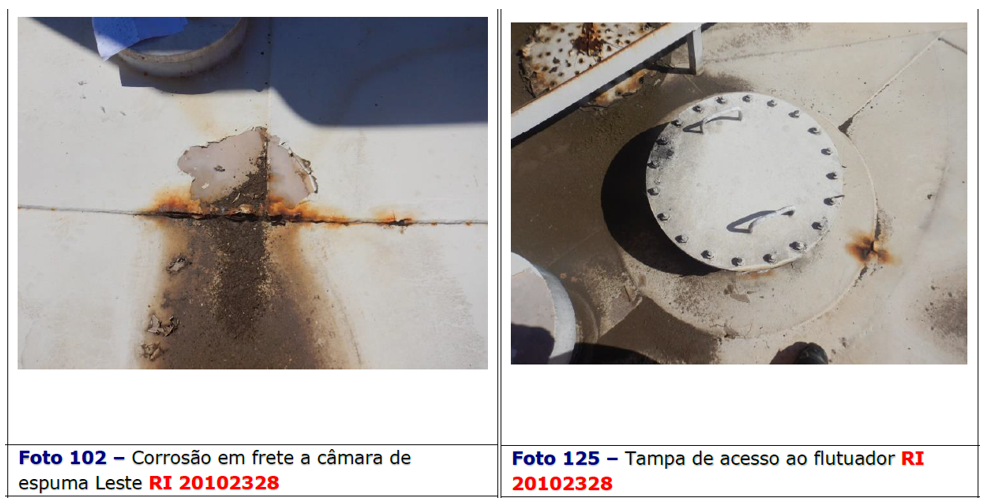 Foto 102 – Corrosão em frete a câmara de
espuma Leste RI 20102328
Foto 125 – Tampa de acesso ao flutuador RI
20102328